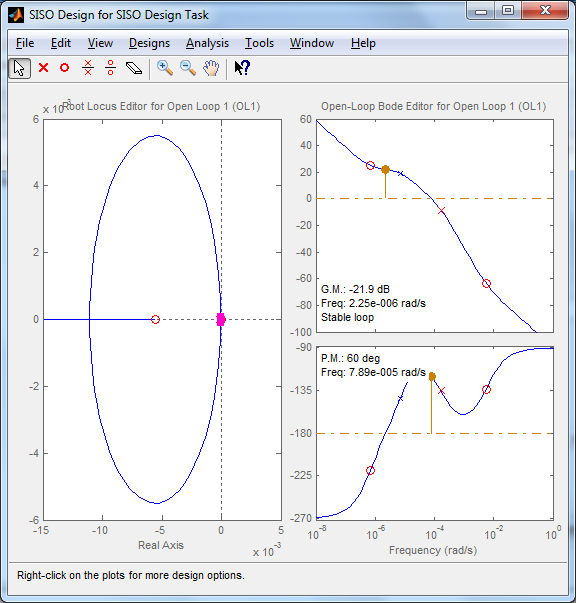 SISO Design for SISO Design Task
File Edit View Designs Analysis Tools Window Help
x 10
Root Locus Editor for Open Loop 1 (OL1)
6
4
2
0
-2
-4
-6
-15 -10 -5 0 5
x 10^-3
Real Axis
Open-Loop Bode Editor for Open Loop 1 (OL1)
60
40
20
0
-20
-40
-60
-80
-100
G.M.: -21.9 dB
Freq: 2.25e-006 rad/s
Stable loop
-90
-135
-180
-225
-270
P.M.: 60 deg
Freq: 7.89e-005 rad/s
10^-8 10^-6 10^-4 10^-2 10^0
Frequency (rad/s)
Right-click on the plots for more design options.